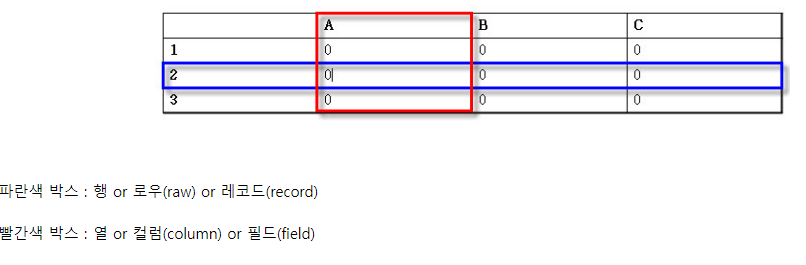 A B C
1 0 0 0
2 0 0 0
3 0 0 0
파란색 박스 : 행 or 로우(raw) or 레코드(record)
빨간색 박스 : 열 or 컬럼(column) or 필드(field)